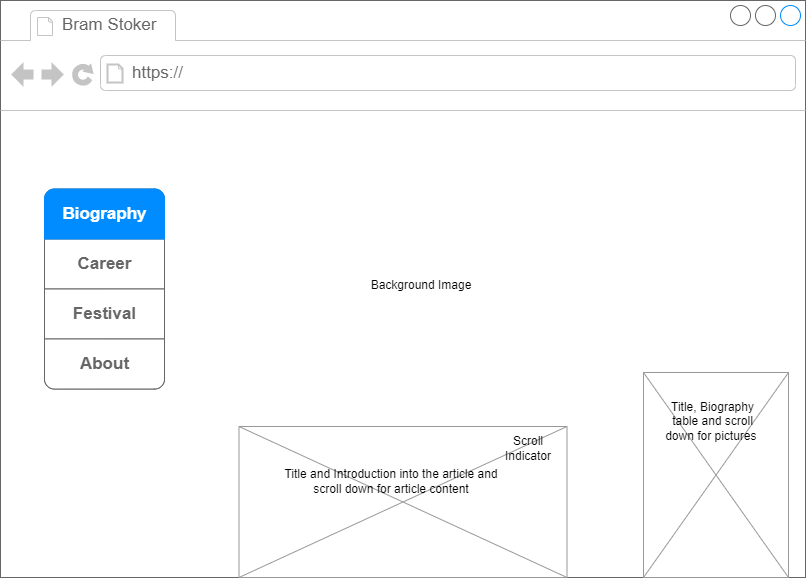 Bram Stoker
https://
Biography
Career
Festival
About
Background Image
Scroll
Indicator
Title and Introduction into the article and
scroll down for article content
Title, Biography
table and scroll
down for pictures